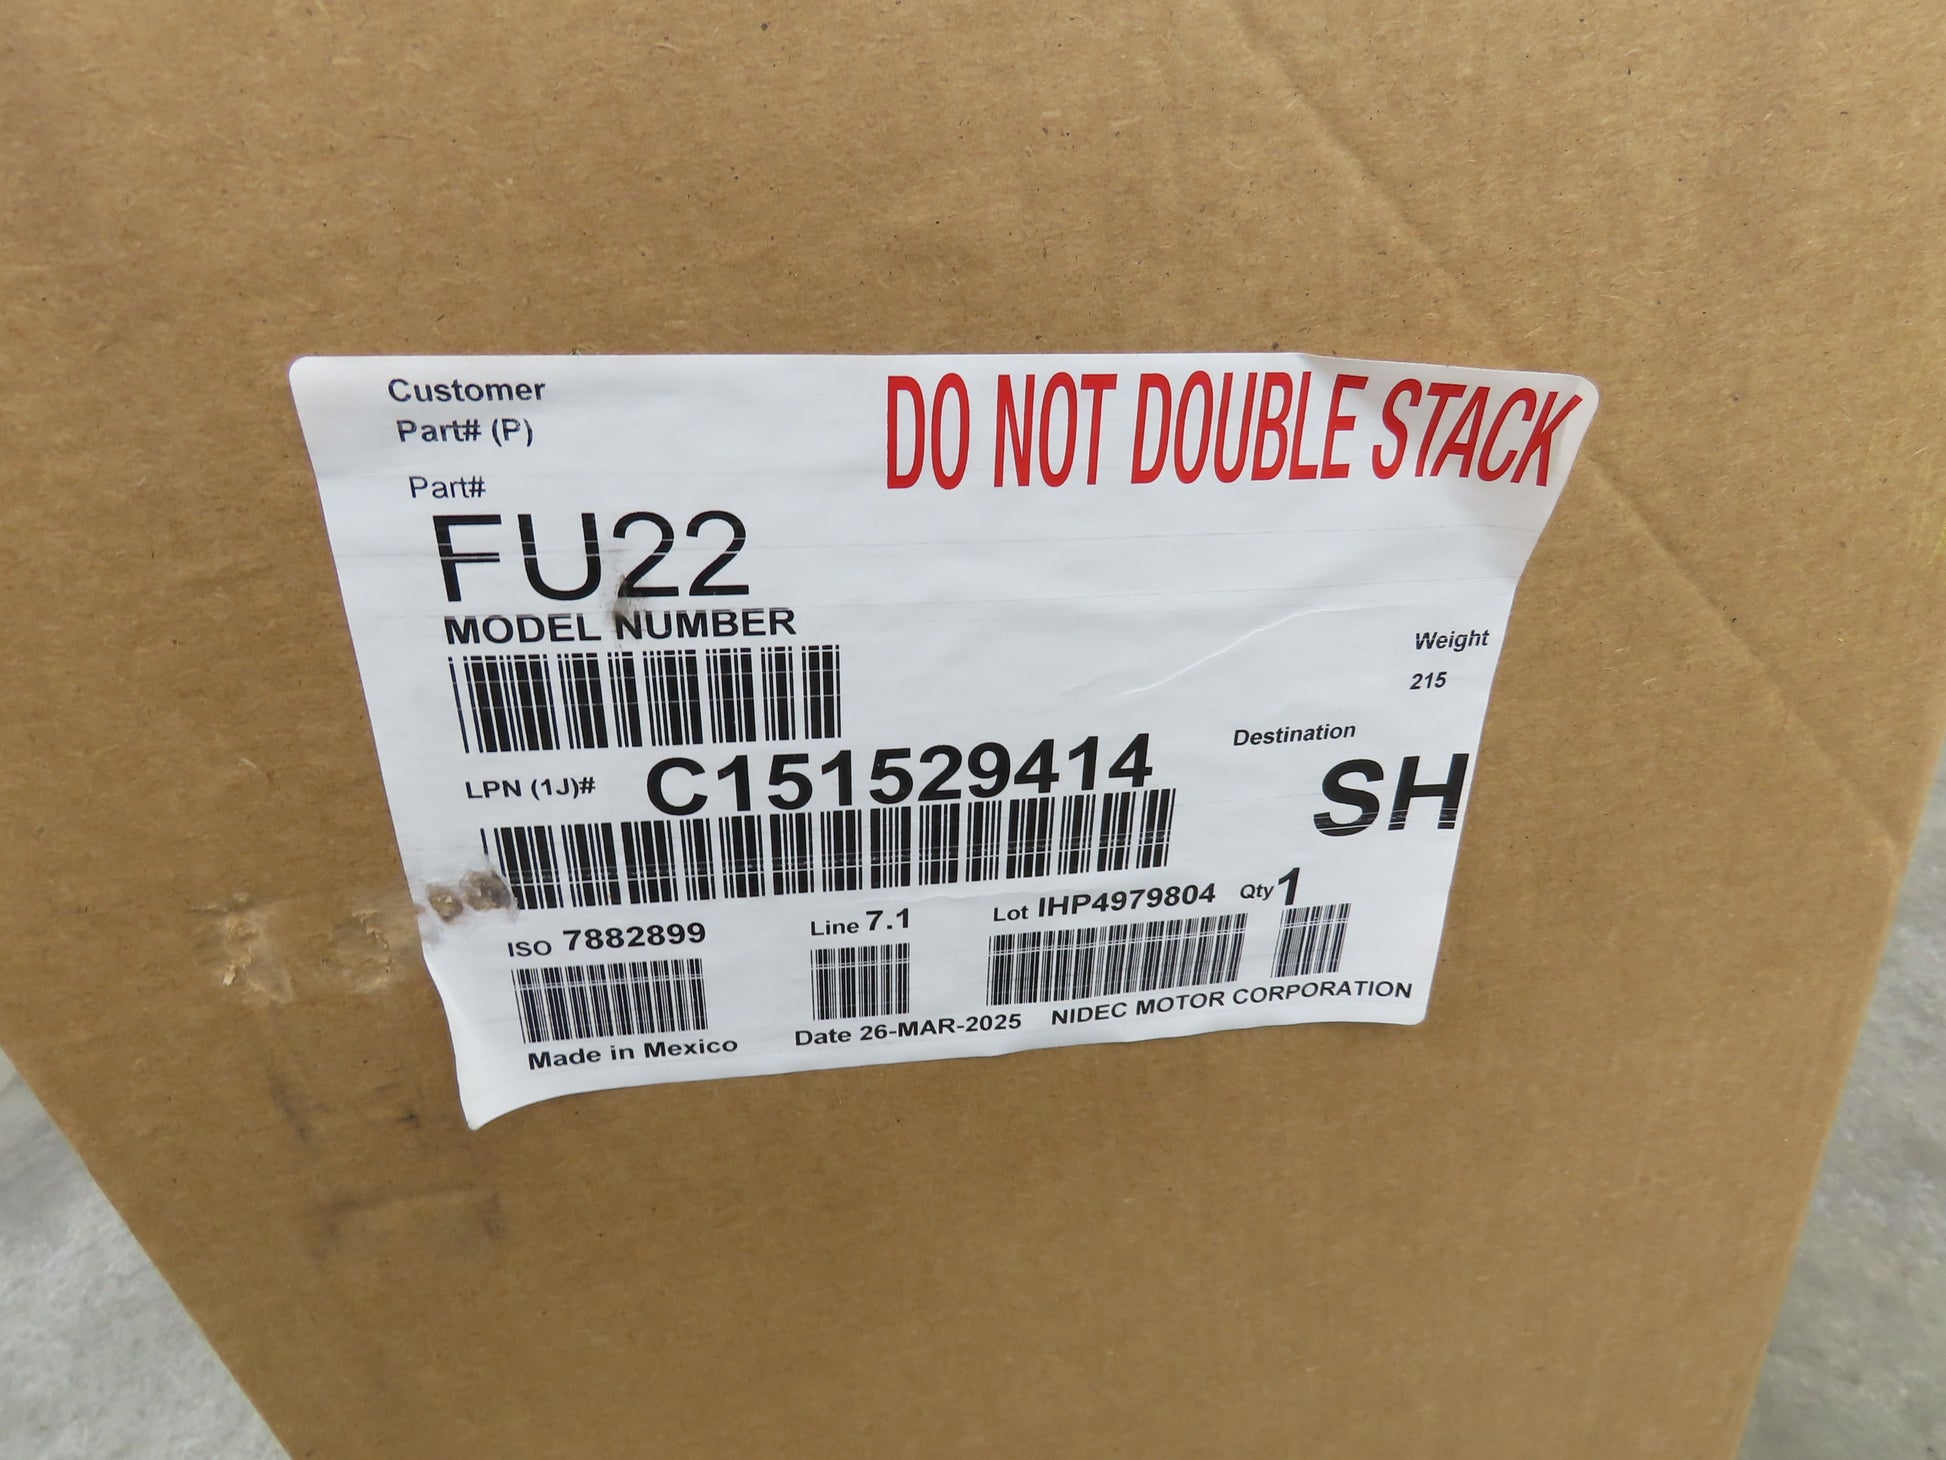 Customer
Part# (P)
DO NOT DOUBLE STACK
Part#
FU22
MODEL NUMBER
Weight
215
LPN (1J)# C151529414
Destination
SH
ISO 7882899
Line 7.1
Lot IHP4979804
Qty 1
Made in Mexico
Date 26-MAR-2025
NIDEC MOTOR CORPORATION